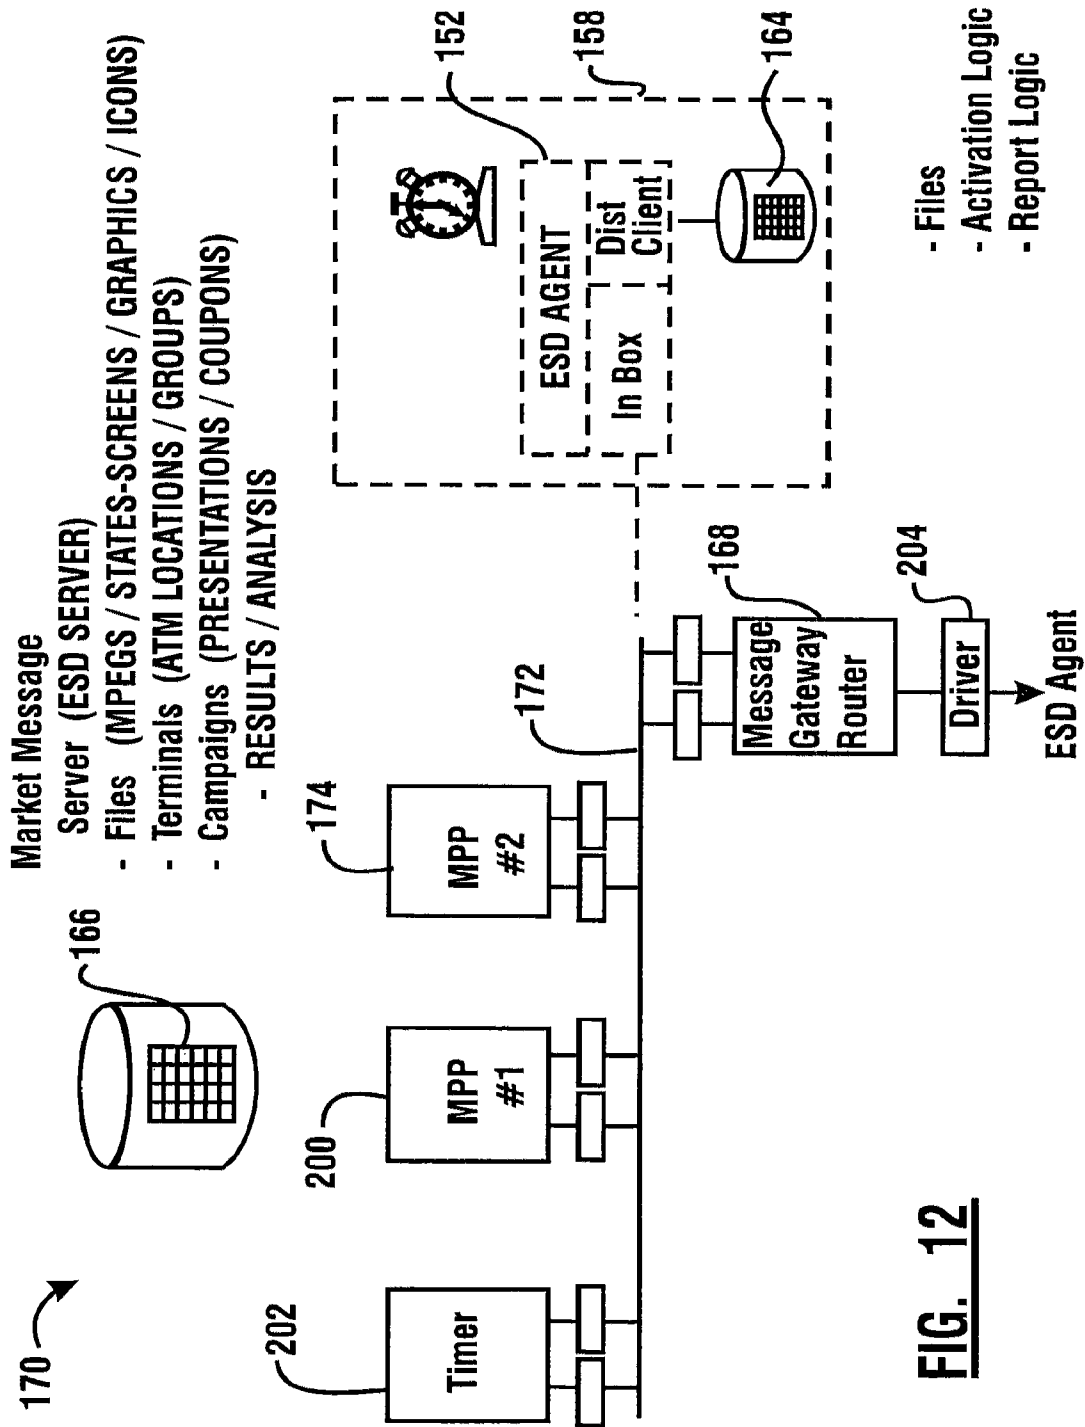 170
166
Market Message
Server (ESD SERVER)
- Files (MPEGS / STATES-SCREENS / GRAPHICS / ICONS)
- Terminals (ATM LOCATIONS / GROUPS)
- Campaigns (PRESENTATIONS / COUPONS)
- RESULTS / ANALYSIS
202
Timer
200
MPP
#1
174
MPP
#2
172
152
158
ESD AGENT
In Box
Dist
Client
164
168
Message
Gateway
Router
204
Driver
ESD Agent
- Files
- Activation Logic
- Report Logic
FIG. 12